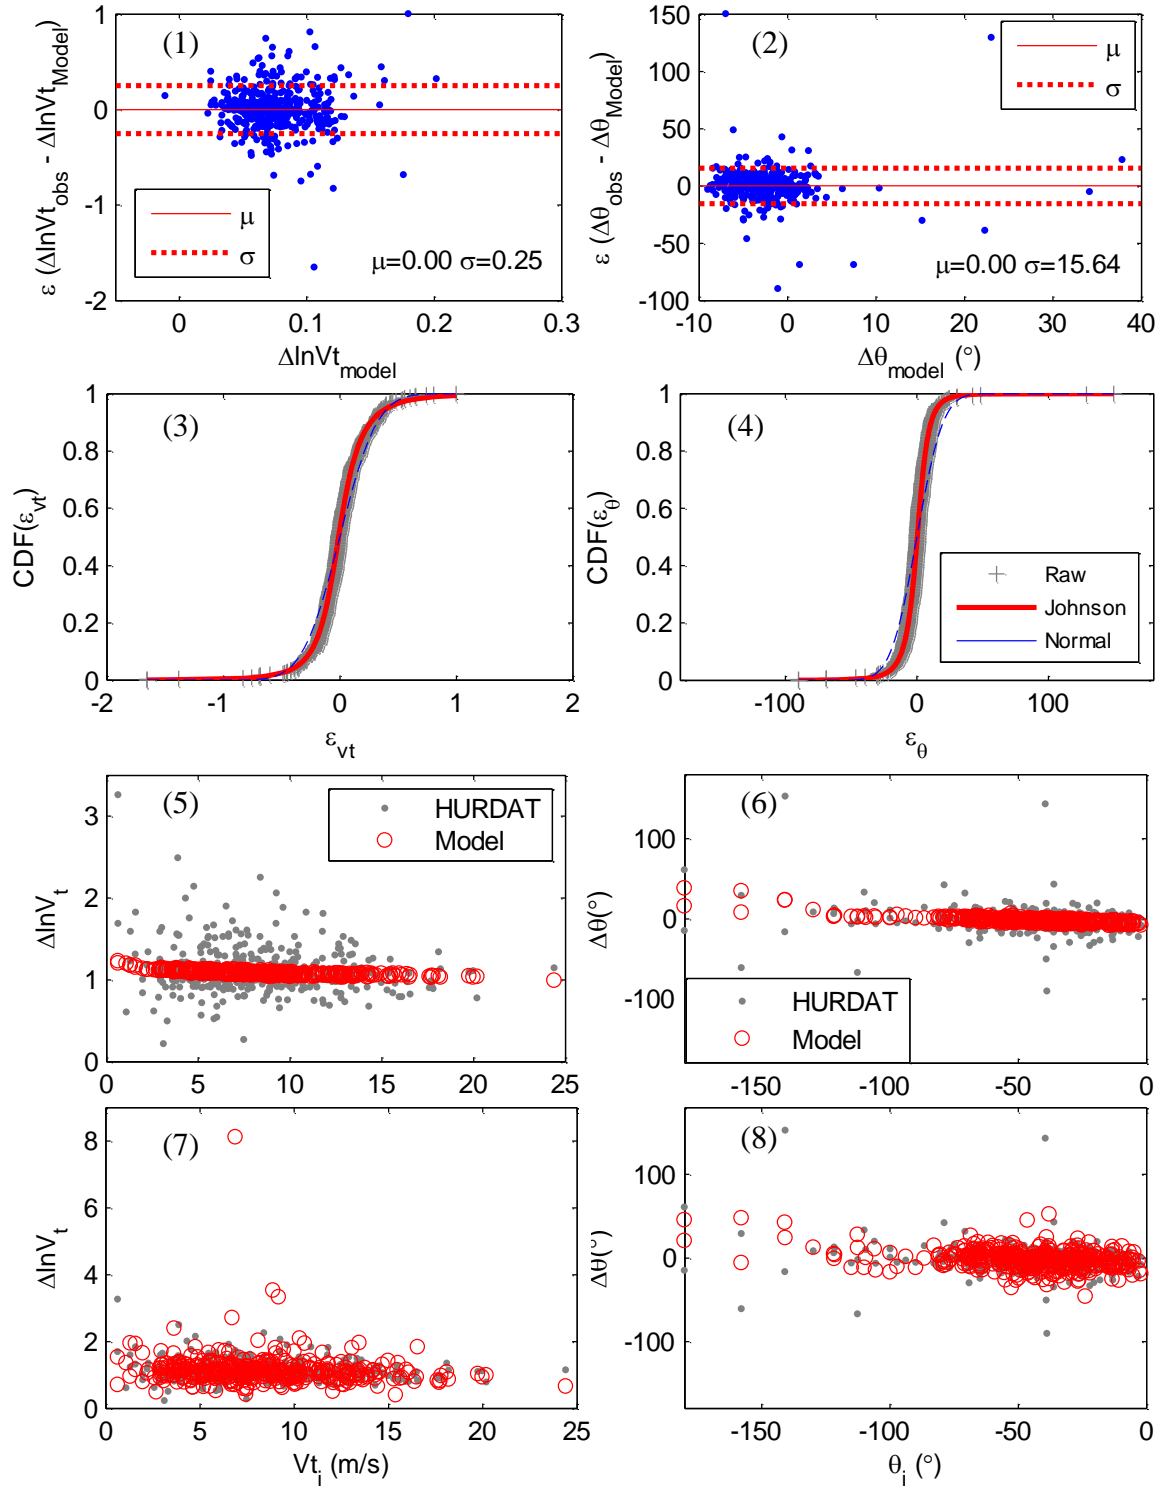 (1)
1
0
-1
-2
ε (ΔlnVt_obs - ΔlnVt_Model)
μ
σ
μ=0.00 σ=0.25
0 0.1 0.2 0.3
ΔlnVt_model
(2)
150
100
50
0
-50
-100
ε (Δθ_obs - Δθ_Model)
μ
σ
μ=0.00 σ=15.64
-10 0 10 20 30 40
Δθ_model (°)
(3)
1
0.8
0.6
0.4
0.2
0
CDF(ε_vt)
-2 -1 0 1 2
ε_vt
(4)
1
0.8
0.6
0.4
0.2
0
CDF(ε_θ)
Raw
Johnson
Normal
-100 0 100
ε_θ
(5)
3
2
1
0
ΔlnV_t
HURDAT
Model
0 5 10 15 20 25
(6)
100
0
-100
Δθ(°)
HURDAT
Model
-150 -100 -50 0
(7)
8
6
4
2
0
ΔlnV_t
0 5 10 15 20 25
Vt_i (m/s)
(8)
100
0
-100
Δθ(°)
-150 -100 -50 0
θ_i (°)